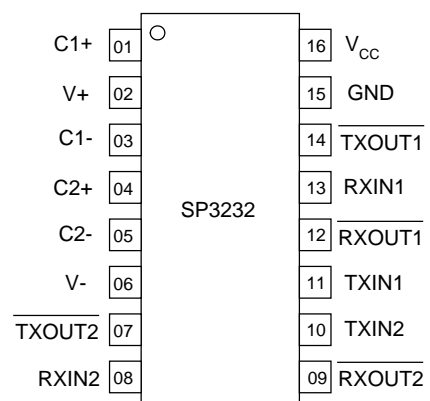 C1+ 01 16 VCC
V+ 02 15 GND
C1- 03 14 TXOUT1
C2+ 04 13 RXIN1
SP3232
C2- 05 12 RXOUT1
V- 06 11 TXIN1
TXOUT2 07 10 TXIN2
RXIN2 08 09 RXOUT2